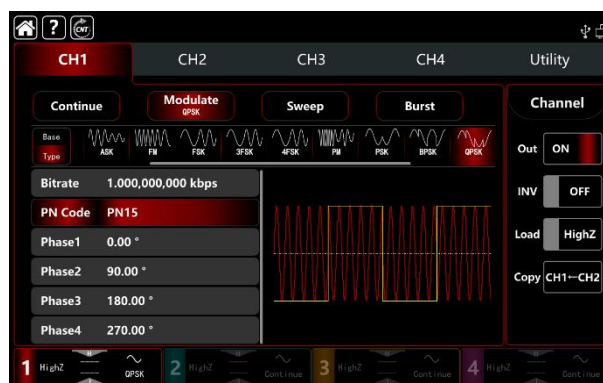 ? CNT
CH1 CH2 CH3 CH4 Utility
Continue Modulate Sweep Burst Channel
QPSK
Base
Type
ASK FM FSK 3FSK 4FSK PM PSK BPSK QPSK
Out ON
Bitrate 1.000,000,000 kbps
INV OFF
PN Code PN15
Phase1 0.00 °
Load HighZ
Phase2 90.00 °
Copy CH1←CH2
Phase3 180.00 °
Phase4 270.00 °
1 HighZ QPSK 2 HighZ Continue 3 HighZ Continue 4 HighZ Continue